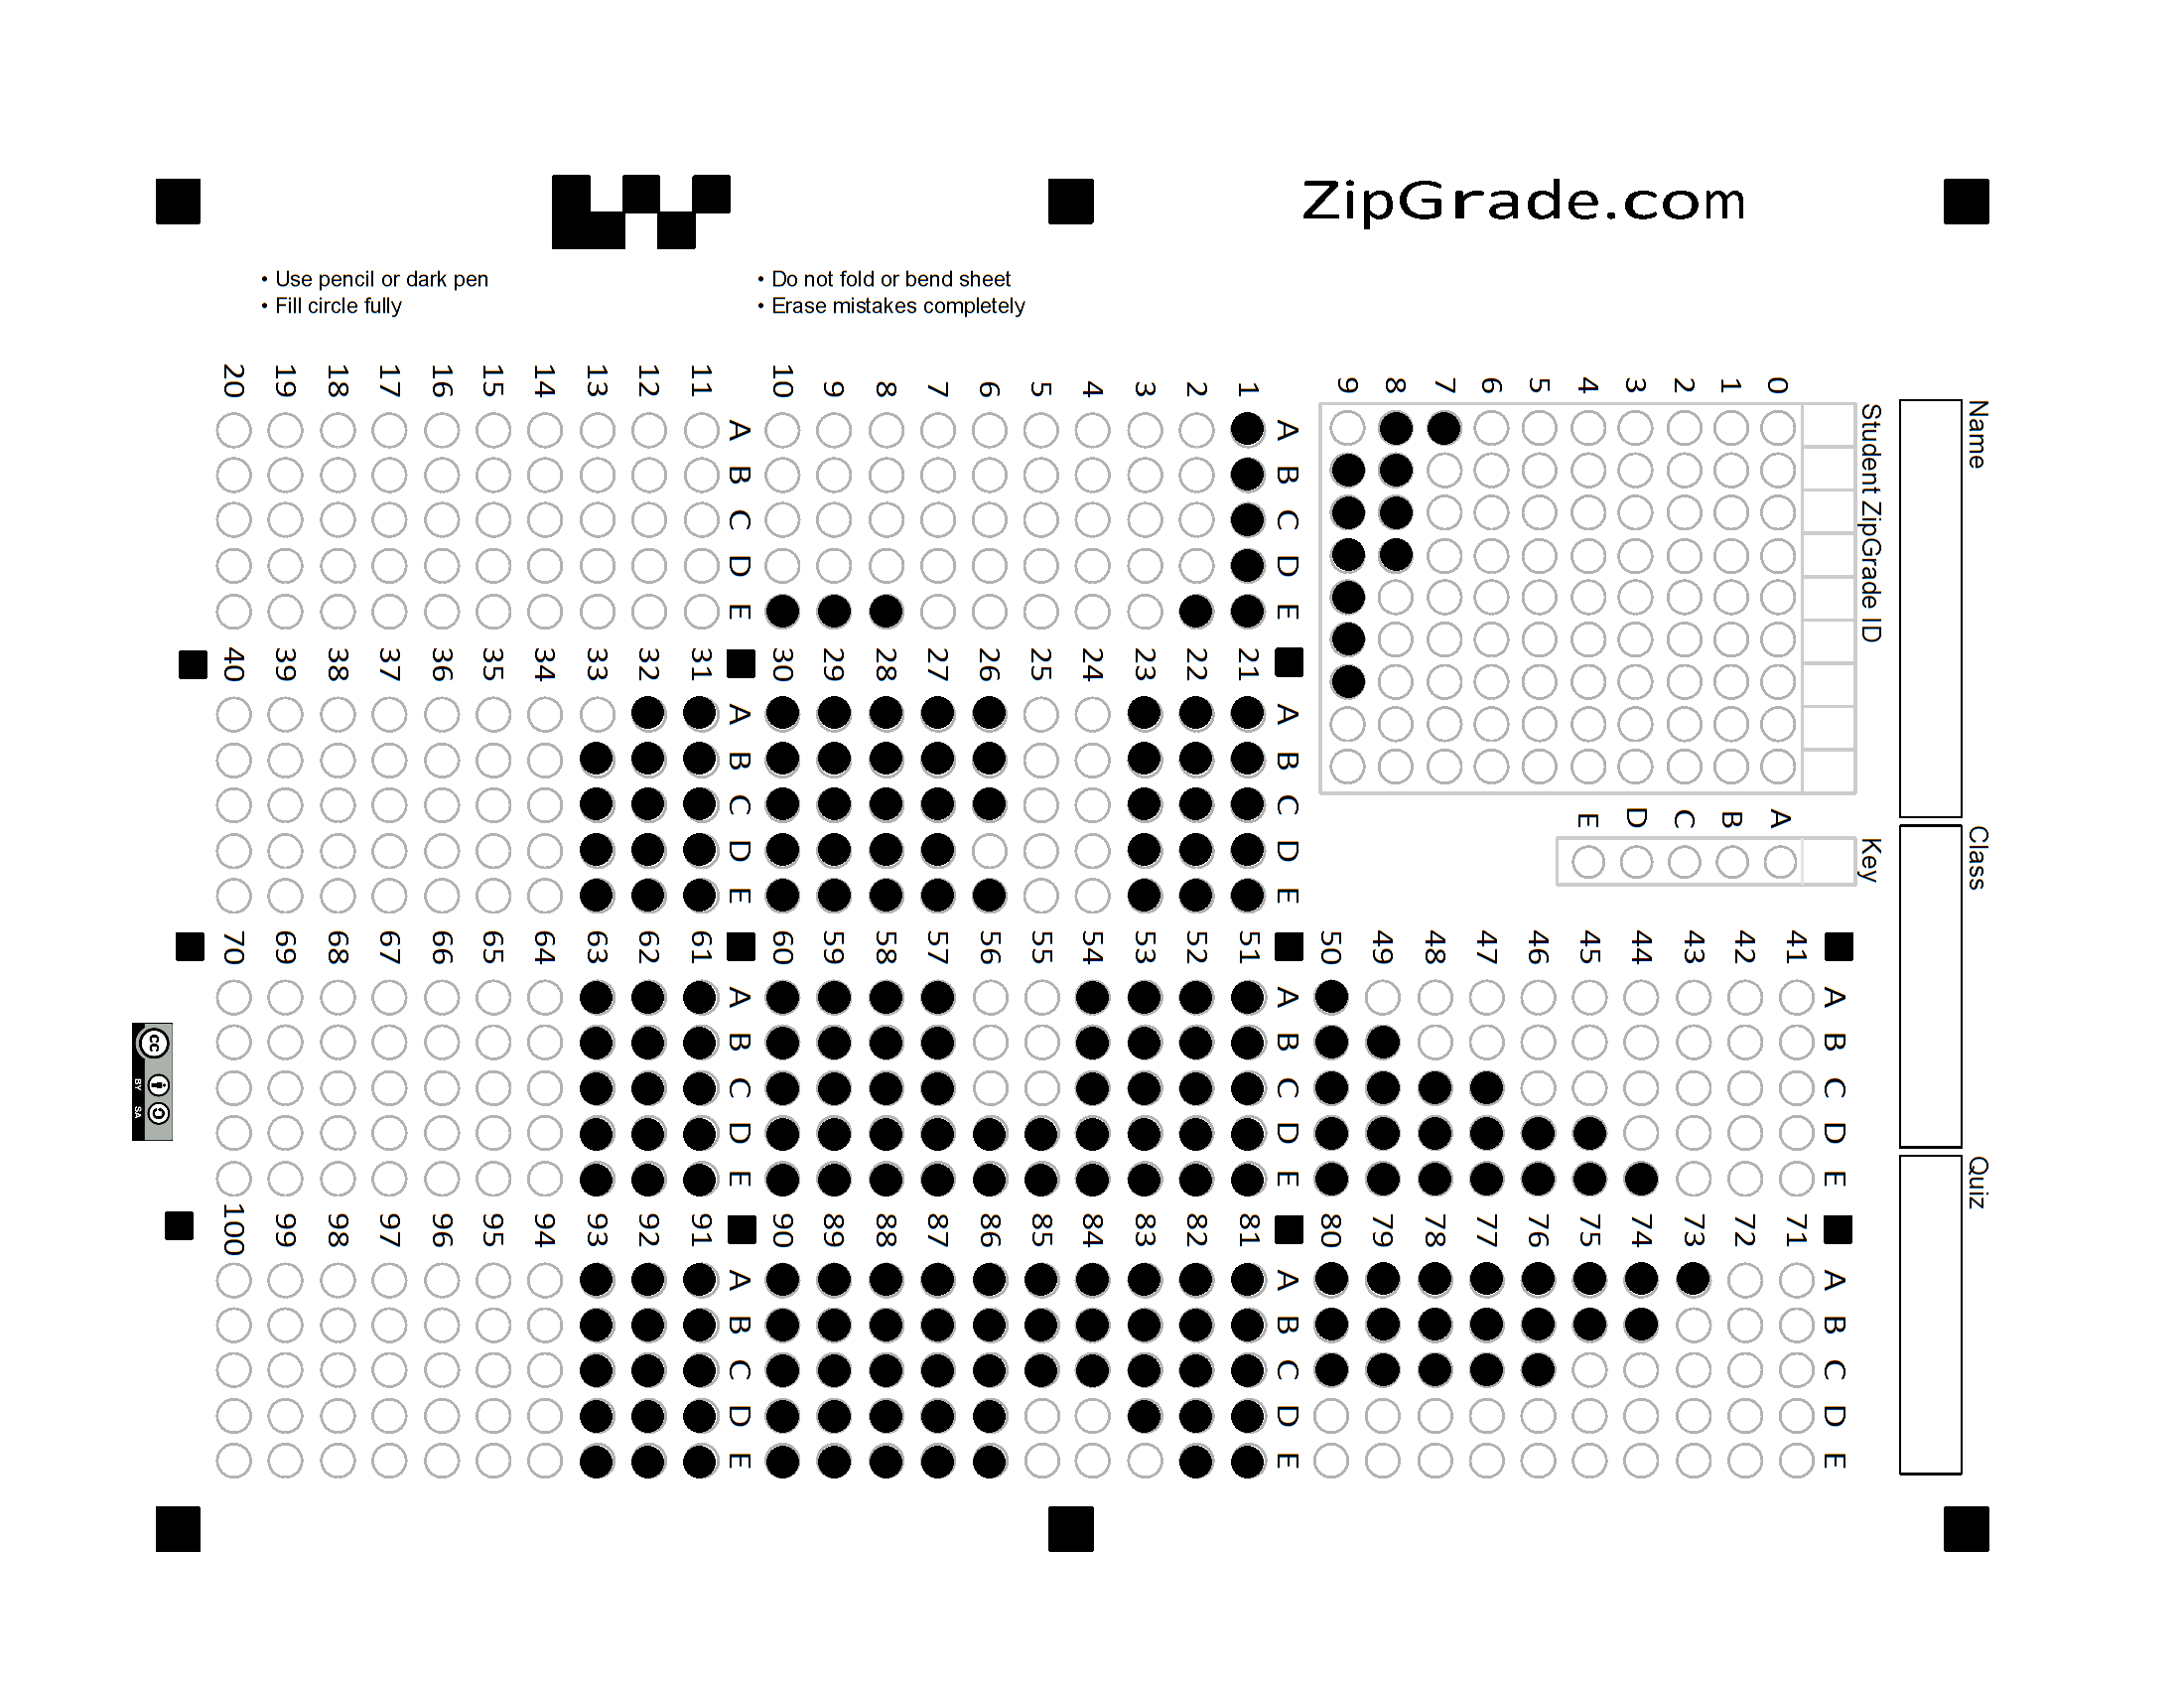 ZipGrade.com
• Use pencil or dark pen
• Fill circle fully
• Do not fold or bend sheet
• Erase mistakes completely
Name
Class
Quiz
Student ZipGrade ID
0 1 2 3 4 5 6 7 8 9
Key
A B C D E
1 2 3 4 5 6 7 8 9 10
A B C D E
11 12 13 14 15 16 17 18 19 20
A B C D E
21 22 23 24 25 26 27 28 29 30
A B C D E
31 32 33 34 35 36 37 38 39 40
A B C D E
41 42 43 44 45 46 47 48 49 50
A B C D E
51 52 53 54 55 56 57 58 59 60
A B C D E
61 62 63 64 65 66 67 68 69 70
A B C D E
71 72 73 74 75 76 77 78 79 80
A B C D E
81 82 83 84 85 86 87 88 89 90
A B C D E
91 92 93 94 95 96 97 98 99 100
A B C D E
cc
BY SA